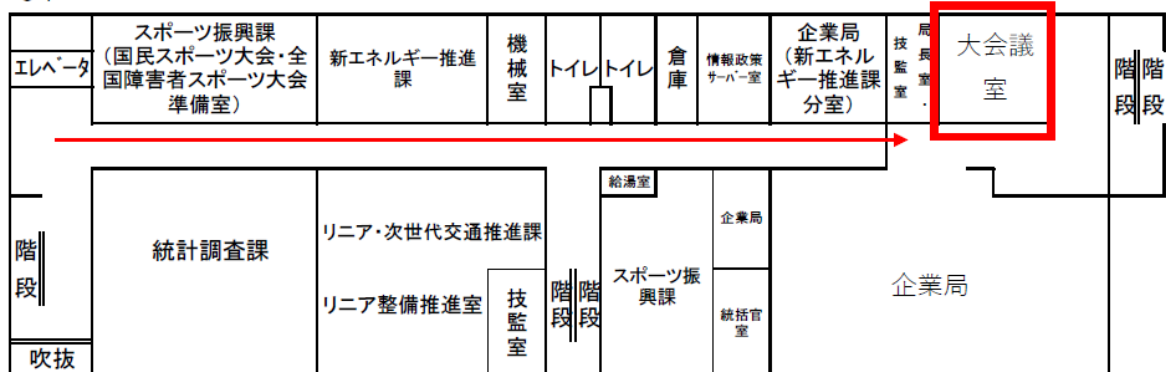 エレベータ
スポーツ振興課
(国民スポーツ大会・全
国障害者スポーツ大会
準備室)
新エネルギー推進
課
機
械
室
トイレ
トイレ
倉
庫
情報政策
サーバー室
企業局
(新エネル
ギー推進課
分室)
局
長
室
・
技
監
室
大会議
室
階
段
階
段
階
段
吹抜
統計調査課
リニア・次世代交通推進課
リニア整備推進室
技
監
室
階
段
階
段
給湯室
スポーツ振
興課
企業局
統括官
室
企業局